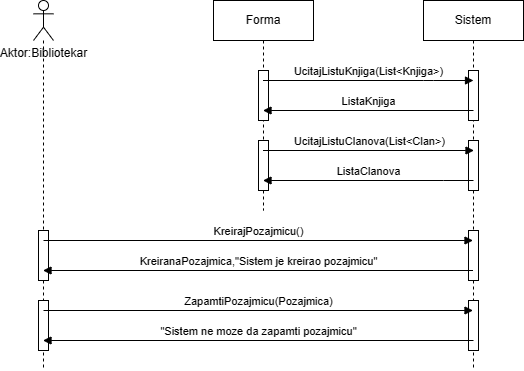 Forma
Sistem
Aktor:Bibliotekar
UcitajListuKnjiga(List<Knjiga>)
ListaKnjiga
UcitajListuClanova(List<Clan>)
ListaClanova
KreirajPozajmicu()
KreiranaPozajmica,"Sistem je kreirao pozajmicu"
ZapamtiPozajmicu(Pozajmica)
"Sistem ne moze da zapamti pozajmicu"